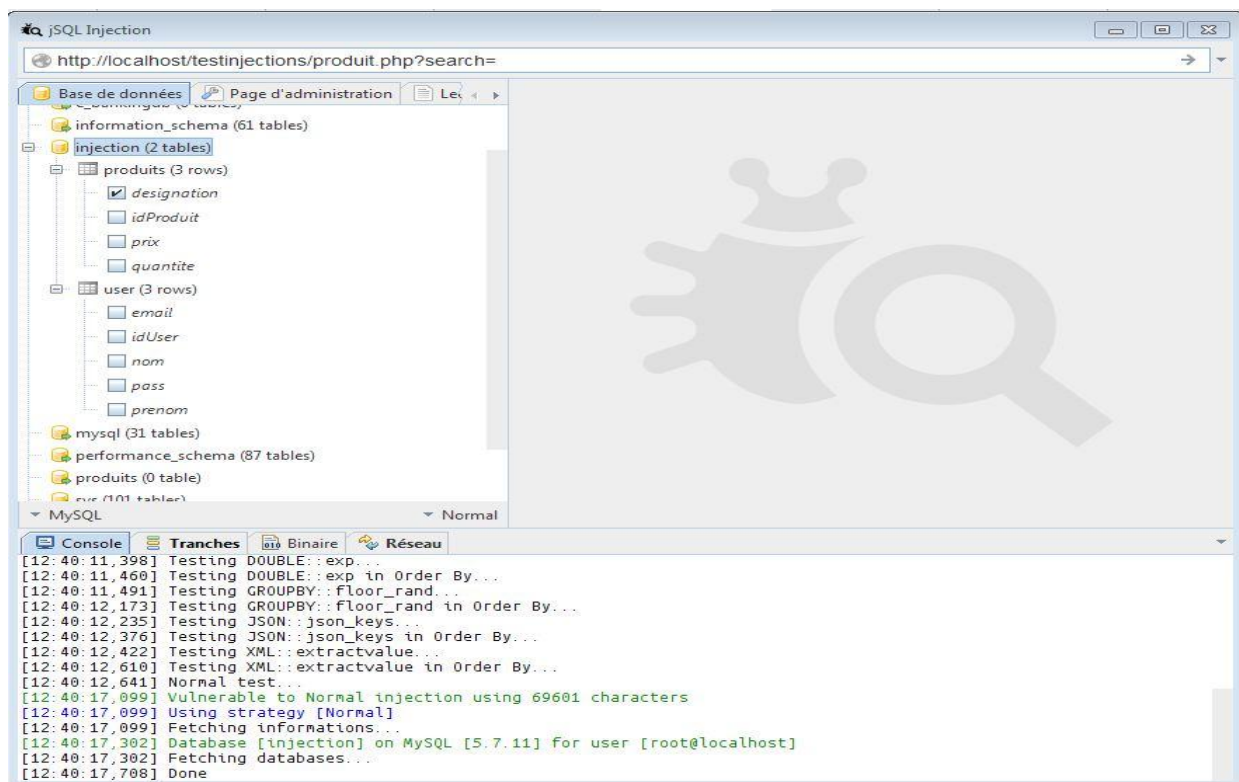 jSQL Injection
http://localhost/testinjections/produit.php?search=
Base de données Page d'administration
information_schema (61 tables)
injection (2 tables)
produits (3 rows)
designation
idProduit
prix
quantite
user (3 rows)
email
idUser
nom
pass
prenom
mysql (31 tables)
performance_schema (87 tables)
produits (0 table)
MySQL Normal
Console Tranches Binaire Réseau
[12:40:11,398] Testing DOUBLE::exp...
[12:40:11,460] Testing DOUBLE::exp in Order By...
[12:40:11,491] Testing GROUPBY::floor_rand...
[12:40:12,173] Testing GROUPBY::floor_rand in Order By...
[12:40:12,235] Testing JSON::json_keys...
[12:40:12,376] Testing JSON::json_keys in Order By...
[12:40:12,422] Testing XML::extractvalue...
[12:40:12,610] Testing XML::extractvalue in Order By...
[12:40:12,641] Normal test...
[12:40:17,099] Vulnerable to Normal injection using 69601 characters
[12:40:17,099] Using strategy [Normal]
[12:40:17,099] Fetching informations...
[12:40:17,302] Database [injection] on MySQL [5.7.11] for user [root@localhost]
[12:40:17,302] Fetching databases...
[12:40:17,708] Done